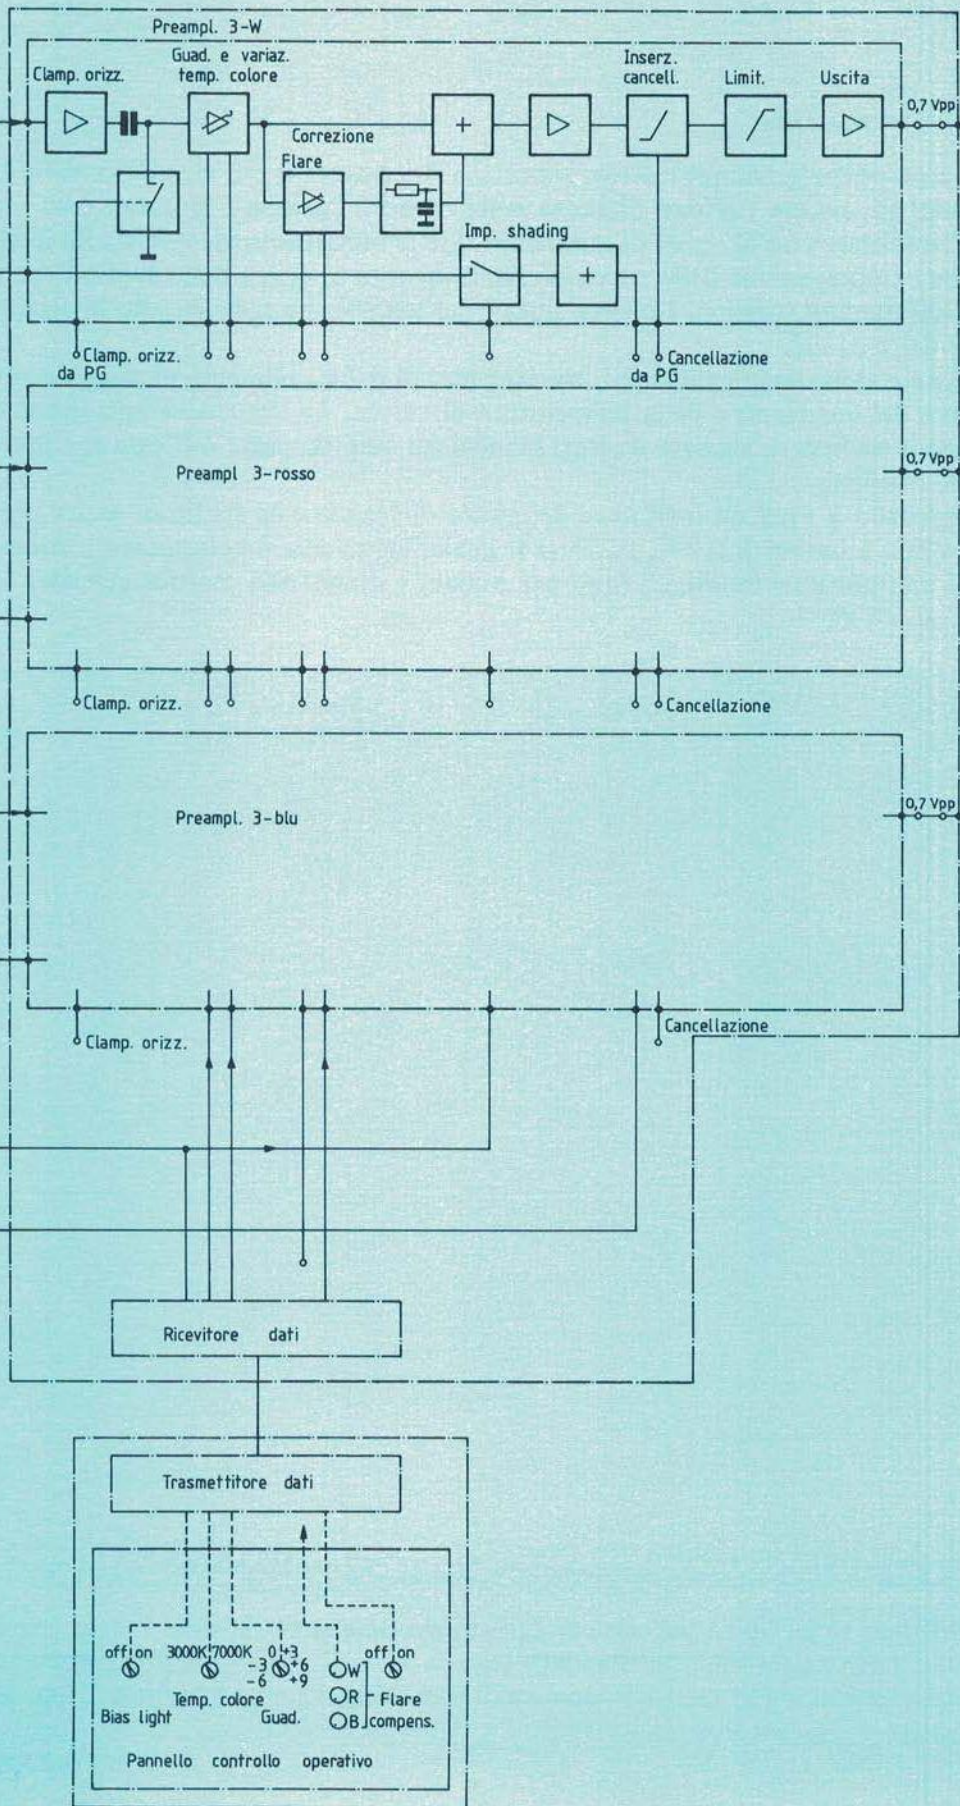 Preampl. 3-W
Clamp. orizz.
Guad. e variaz.
temp. colore
Inserz.
cancell.
Limit.
Uscita
0,7 Vpp
+
Correzione
Flare
Imp. shading
+
Clamp. orizz.
da PG
Cancellazione
da PG
Preampl 3-rosso
0,7 Vpp
Clamp. orizz.
Cancellazione
Preampl. 3-blu
0,7 Vpp
Clamp. orizz.
Cancellazione
Ricevitore dati
Trasmettitore dati
off on
3000K 7000K
0 +3
-3 +6
-6 +9
W
R
B
off on
Flare
compens.
Temp. colore
Bias light
Guad.
Pannello controllo operativo